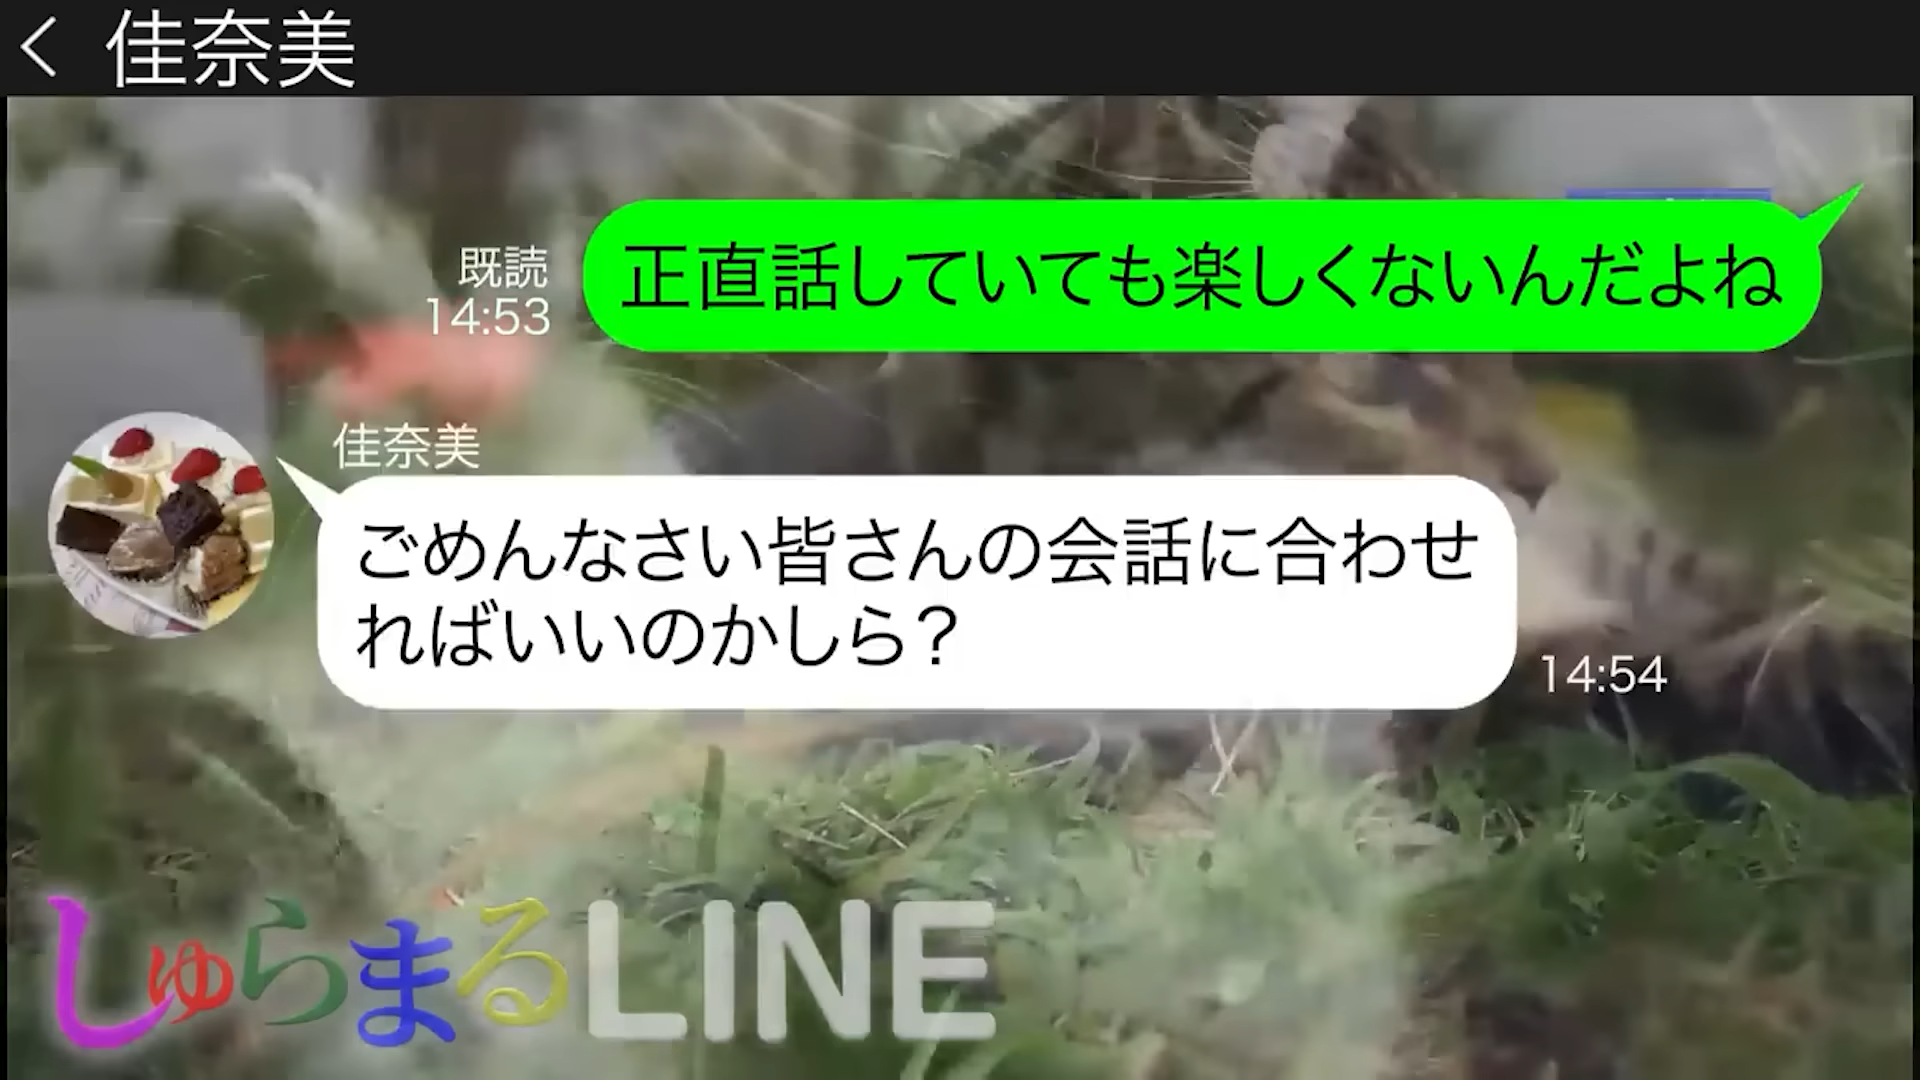 佳奈美
正直話していても楽しくないんだよね
既読
14:53
佳奈美
ごめんなさい皆さんの会話に合わせ
ればいいのかしら？
14:54
しゅらまるLINE